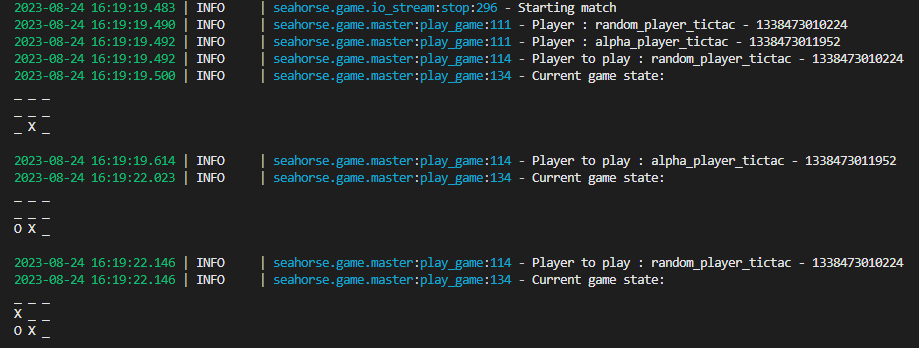 2023-08-24 16:19:19.483 | INFO     | seahorse.game.io_stream:stop:296 - Starting match
2023-08-24 16:19:19.490 | INFO     | seahorse.game.master:play_game:111 - Player : random_player_tictac - 1338473010224
2023-08-24 16:19:19.492 | INFO     | seahorse.game.master:play_game:111 - Player : alpha_player_tictac - 1338473011952
2023-08-24 16:19:19.492 | INFO     | seahorse.game.master:play_game:114 - Player to play : random_player_tictac - 1338473010224
2023-08-24 16:19:19.500 | INFO     | seahorse.game.master:play_game:134 - Current game state:
_ _ _
_ _ _
_ X _
2023-08-24 16:19:19.614 | INFO     | seahorse.game.master:play_game:114 - Player to play : alpha_player_tictac - 1338473011952
2023-08-24 16:19:22.023 | INFO     | seahorse.game.master:play_game:134 - Current game state:
_ _ _
_ _ _
O X _
2023-08-24 16:19:22.146 | INFO     | seahorse.game.master:play_game:114 - Player to play : random_player_tictac - 1338473010224
2023-08-24 16:19:22.146 | INFO     | seahorse.game.master:play_game:134 - Current game state:
_ _ _
X _ _
O X _